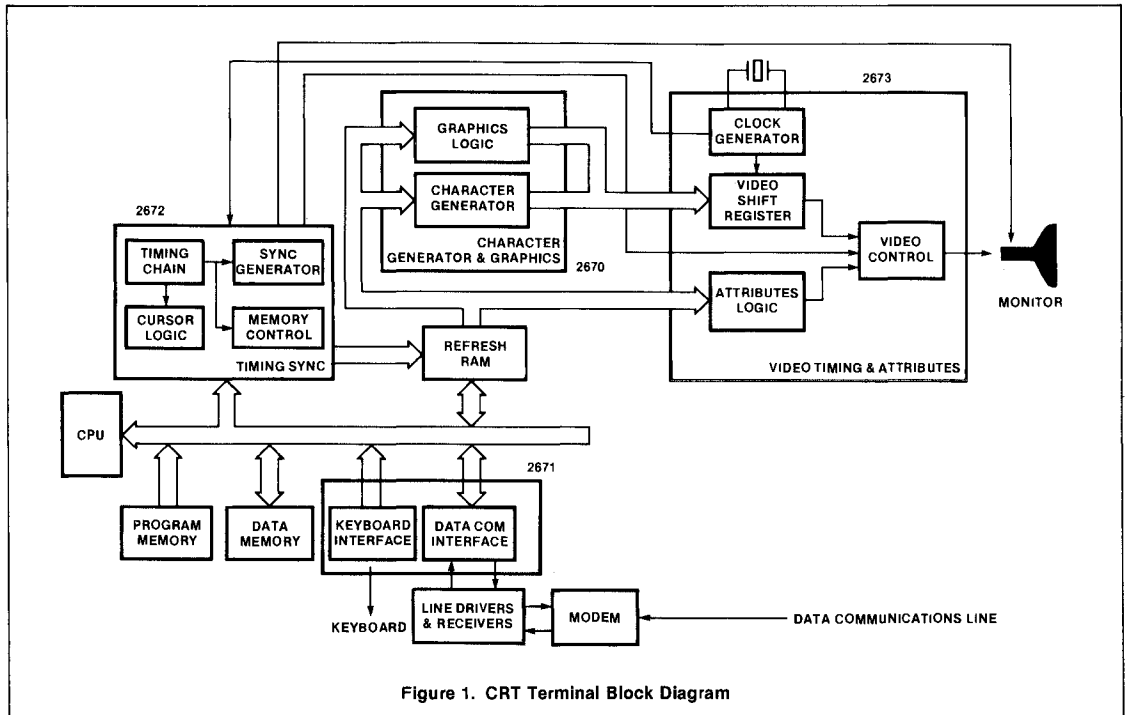 2673
CLOCK
GENERATOR
GRAPHICS
LOGIC
CHARACTER
GENERATOR
VIDEO
SHIFT
REGISTER
2672
TIMING
CHAIN
SYNC
GENERATOR
CHARACTER
GENERATOR & GRAPHICS
2670
VIDEO
CONTROL
MONITOR
CURSOR
LOGIC
MEMORY
CONTROL
TIMING SYNC
REFRESH
RAM
ATTRIBUTES
LOGIC
VIDEO TIMING & ATTRIBUTES
CPU
2671
PROGRAM
MEMORY
DATA
MEMORY
KEYBOARD
INTERFACE
DATA COM
INTERFACE
KEYBOARD
LINE DRIVERS
& RECEIVERS
MODEM
DATA COMMUNICATIONS LINE
Figure 1. CRT Terminal Block Diagram